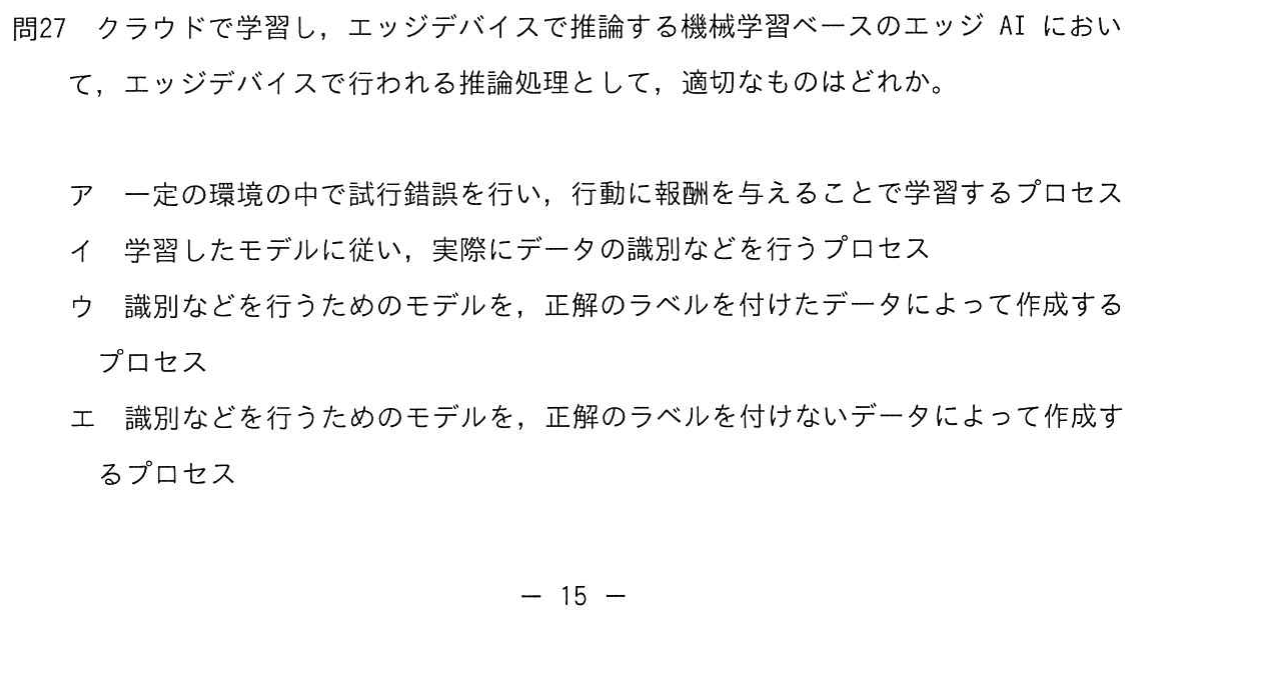 問27　クラウドで学習し，エッジデバイスで推論する機械学習ベースのエッジ AI におい
て，エッジデバイスで行われる推論処理として，適切なものはどれか。
ア　一定の環境の中で試行錯誤を行い，行動に報酬を与えることで学習するプロセス
イ　学習したモデルに従い，実際にデータの識別などを行うプロセス
ウ　識別などを行うためのモデルを，正解のラベルを付けたデータによって作成する
プロセス
エ　識別などを行うためのモデルを，正解のラベルを付けないデータによって作成す
るプロセス
－ 15 －